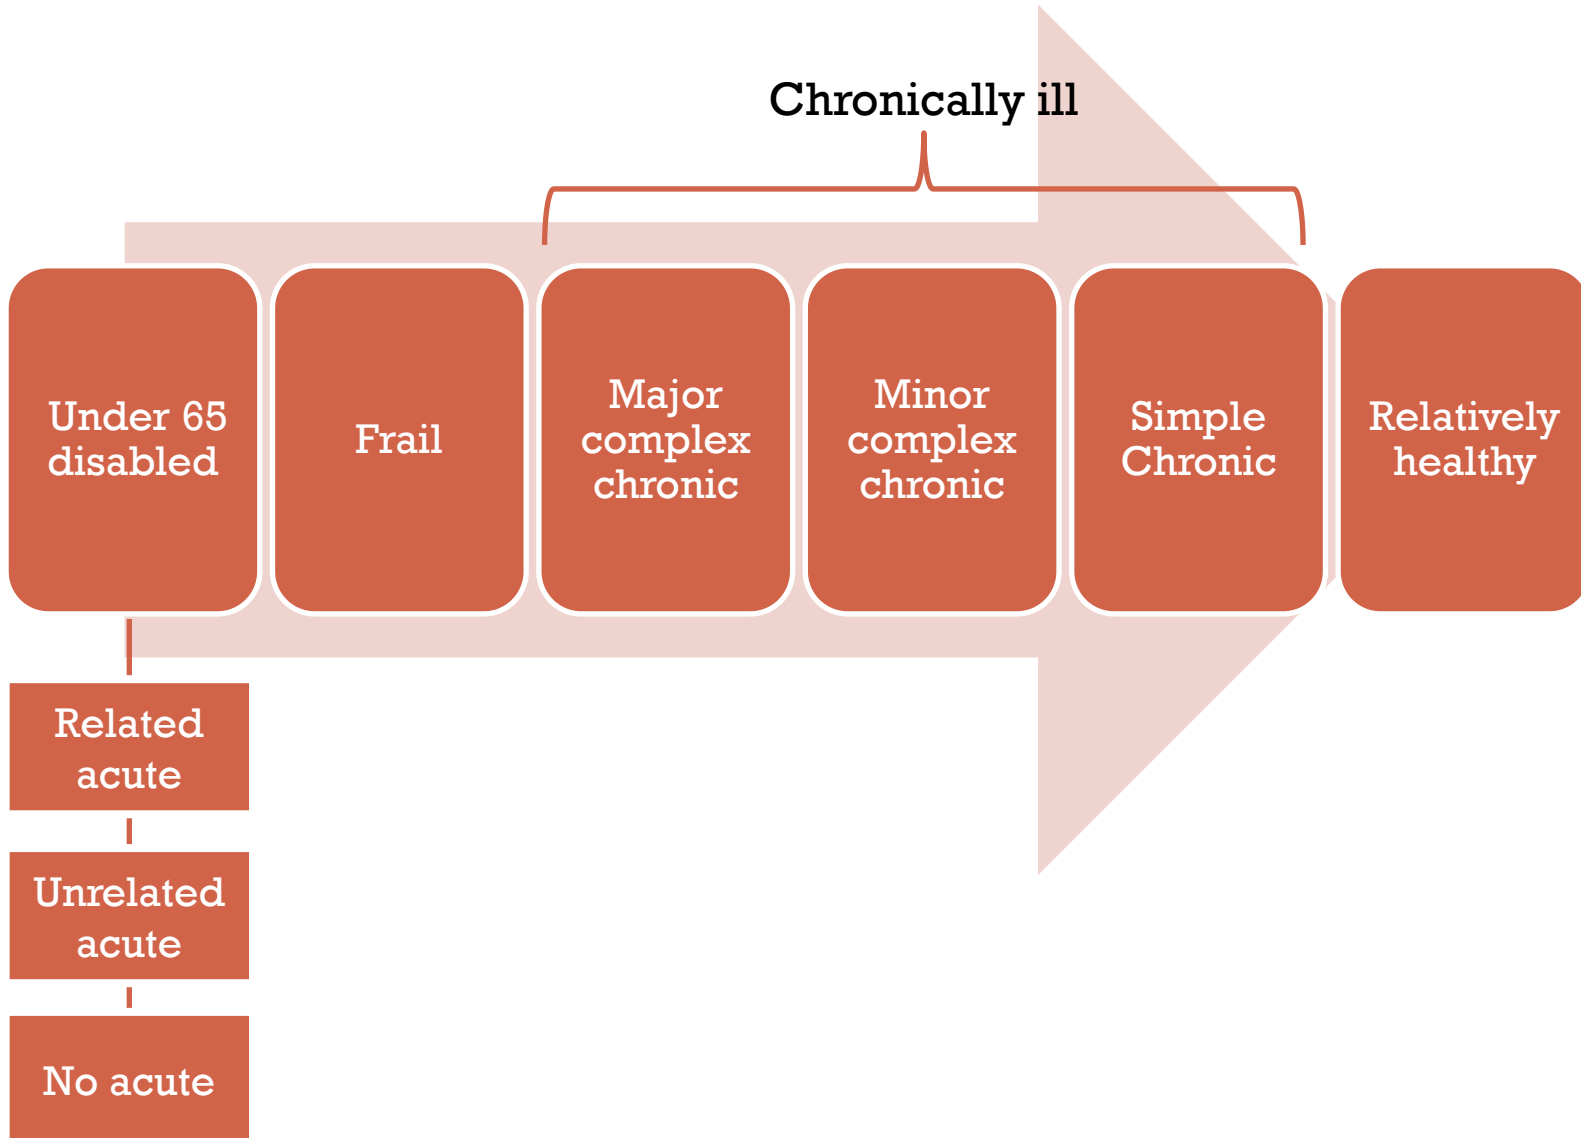 Chronically ill
Under 65
disabled
Frail
Major
complex
chronic
Minor
complex
chronic
Simple
Chronic
Relatively
healthy
Related
acute
Unrelated
acute
No acute